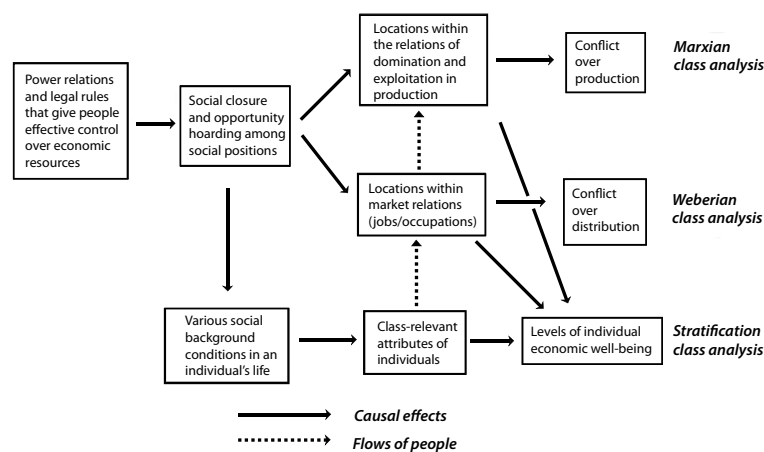 Power relations
and legal rules
that give people
effective control
over economic
resources
Social closure
and opportunity
hoarding among
social positions
Locations within
the relations of
domination and
exploitation in
production
Conflict
over
production
Marxian
class analysis
Locations within
market relations
(jobs/occupations)
Conflict
over
distribution
Weberian
class analysis
Various social
background
conditions in an
individual's life
Class-relevant
attributes of
individuals
Levels of individual
economic well-being
Stratification
class analysis
Causal effects
Flows of people